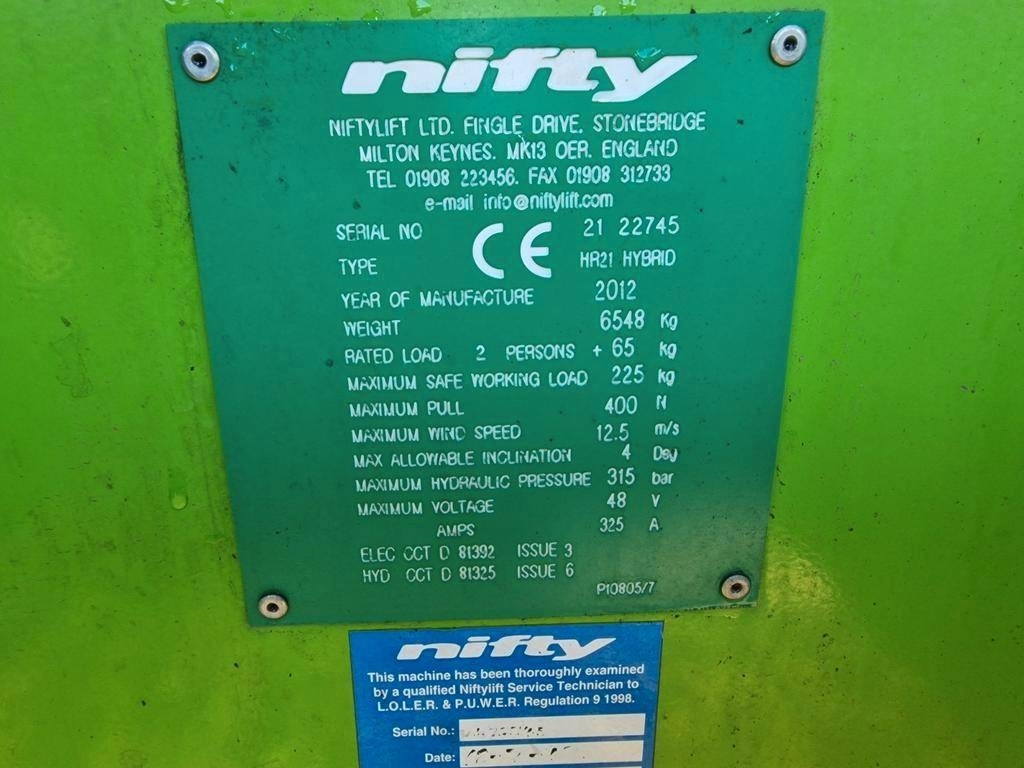 nifty
NIFTYLIFT LTD. FINGLE DRIVE. STONEBRIDGE
MILTON KEYNES. MK13 OER. ENGLAND
TEL 01908 223456. FAX 01908 312733
e-mail info@niftylift.com
SERIAL NO CE 21 22745
TYPE HR21 HYBRID
YEAR OF MANUFACTURE 2012
WEIGHT 6548 Kg
RATED LOAD 2 PERSONS + 65 kg
MAXIMUM SAFE WORKING LOAD 225 kg
MAXIMUM PULL 400 N
MAXIMUM WIND SPEED 12.5 m/s
MAX ALLOWABLE INCLINATION 4 Deg
MAXIMUM HYDRAULIC PRESSURE 315 bar
MAXIMUM VOLTAGE 48 V
AMPS 325 A.
ELEC CCT D 81392 ISSUE 3
HYD CCT D 81325 ISSUE 6
P10805/7
nifty
This machine has been thoroughly examined
by a qualified Niftylift Service Technician to
L.O.L.E.R. & P.U.W.E.R. Regulation 9 1998.
Serial No.:
Date: